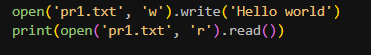 open('pr1.txt', 'w').write('Hello world')
print(open('pr1.txt', 'r').read())